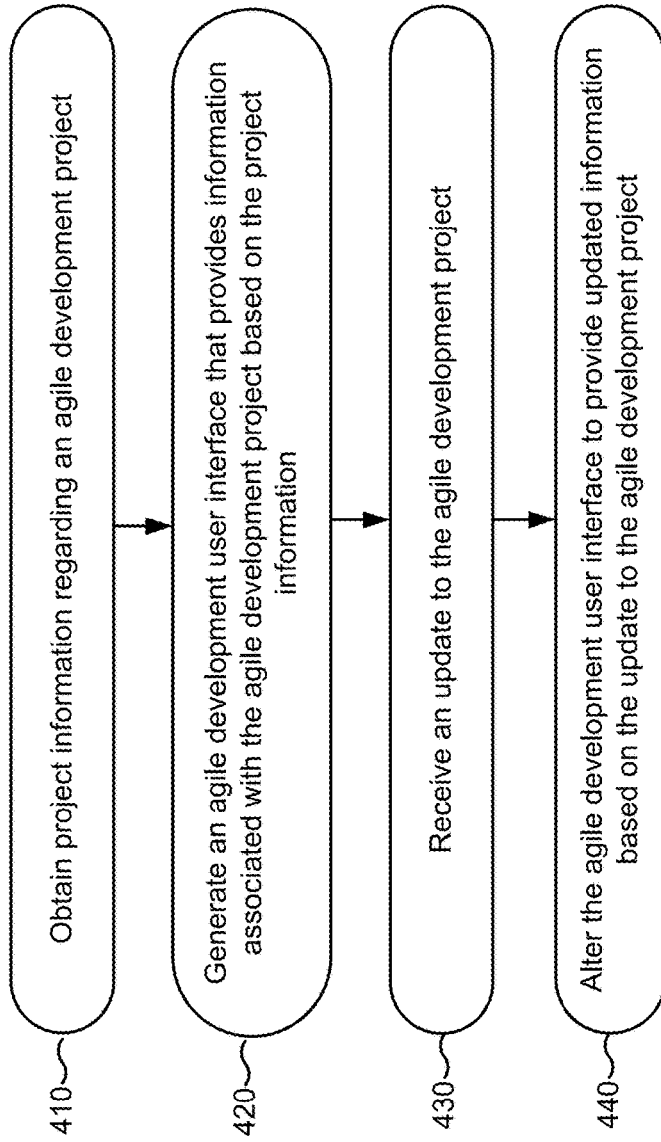 410
Obtain project information regarding an agile development project
420
Generate an agile development user interface that provides information
associated with the agile development project based on the project
information
430
Receive an update to the agile development project
440
Alter the agile development user interface to provide updated information
based on the update to the agile development project